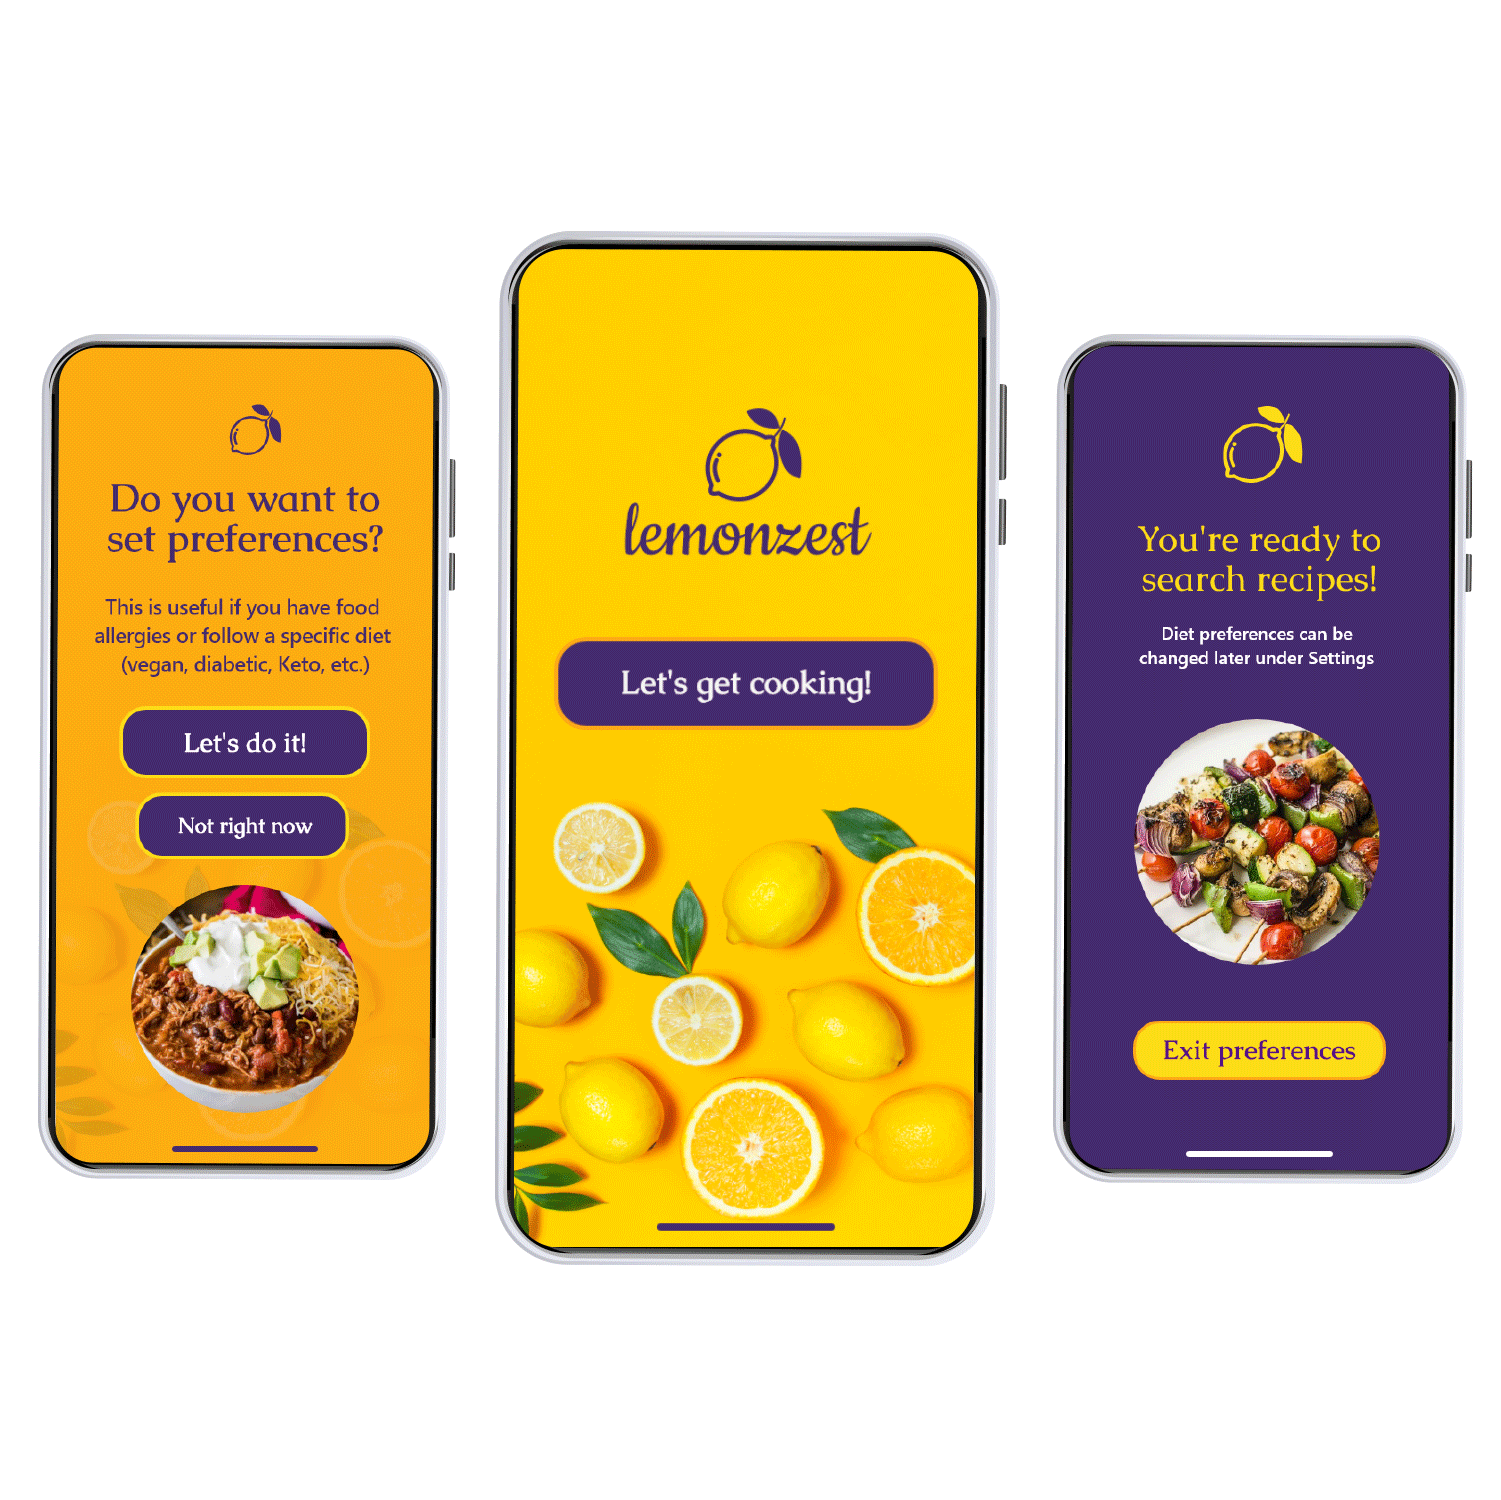 Do you want to
set preferences?
This is useful if you have food
allergies or follow a specific diet
(vegan, diabetic, Keto, etc.)
Let's do it!
Not right now
lemonzest
Let's get cooking!
You're ready to
search recipes!
Diet preferences can be
changed later under Settings
Exit preferences